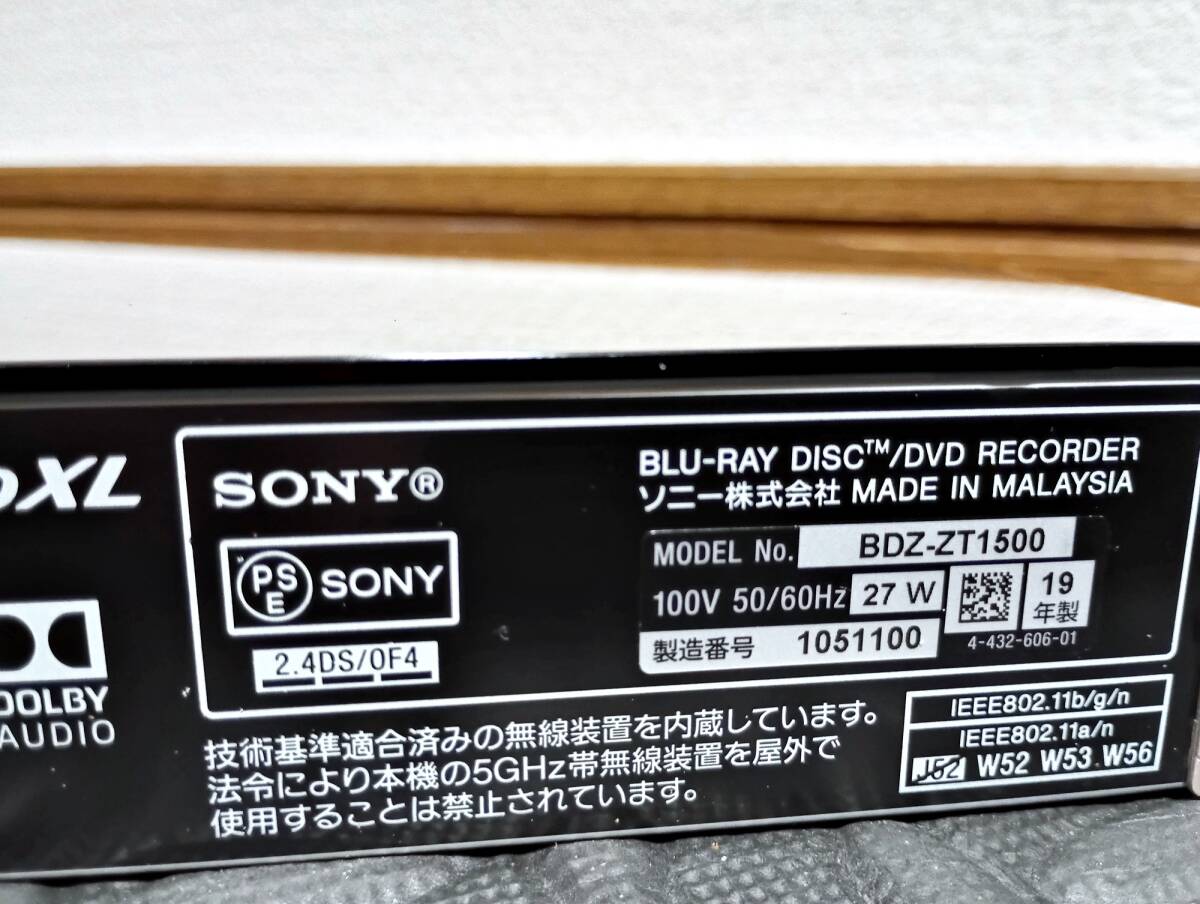 XL
DOLBY
AUDIO
SONY®
PS
E
SONY
2.4DS/OF4
BLU-RAY DISC™/DVD RECORDER
ソニー株式会社 MADE IN MALAYSIA
MODEL No. BDZ-ZT1500
100V 50/60Hz 27 W
19
年製
製造番号 1051100
4-432-606-01
技術基準適合済みの無線装置を内蔵しています。
法令により本機の5GHz帯無線装置を屋外で
使用することは禁止されています。
IEEE802.11b/g/n
IEEE802.11a/n
J52 W52 W53 W56